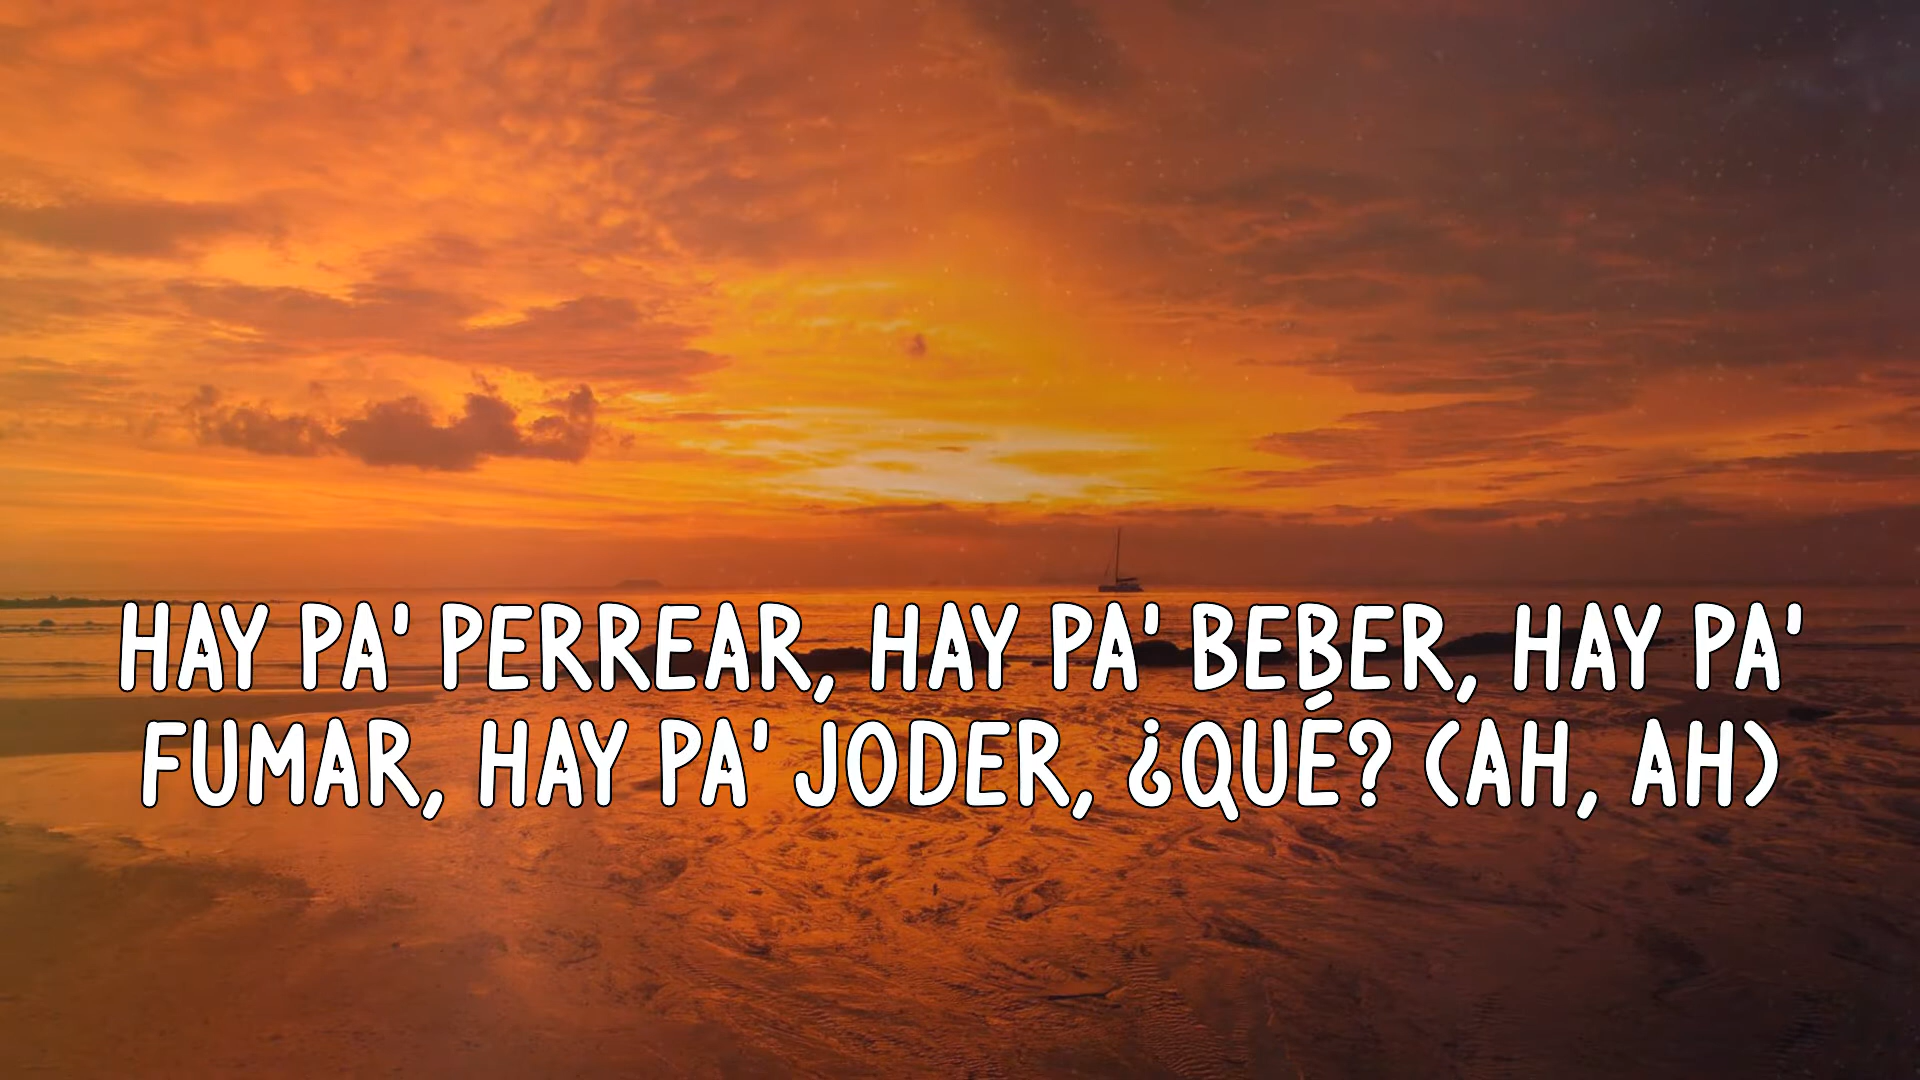 HAY PA' PERREAR, HAY PA' BEBER, HAY PA'
FUMAR, HAY PA' JODER, ¿QUÉ? (AH, AH)